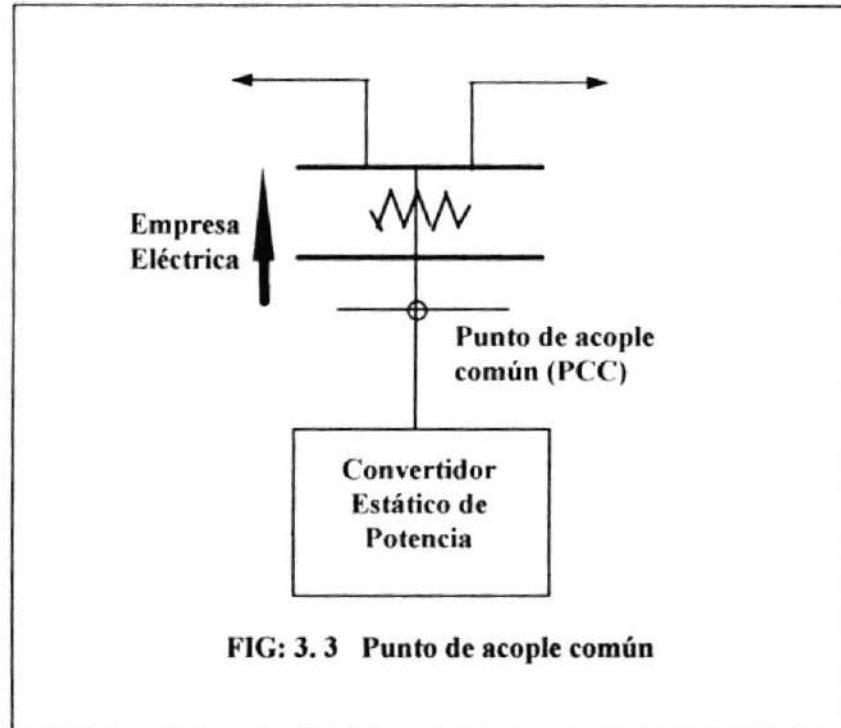 Empresa
Eléctrica
Punto de acople
común (PCC)
Convertidor
Estático de
Potencia
FIG: 3. 3 Punto de acople común